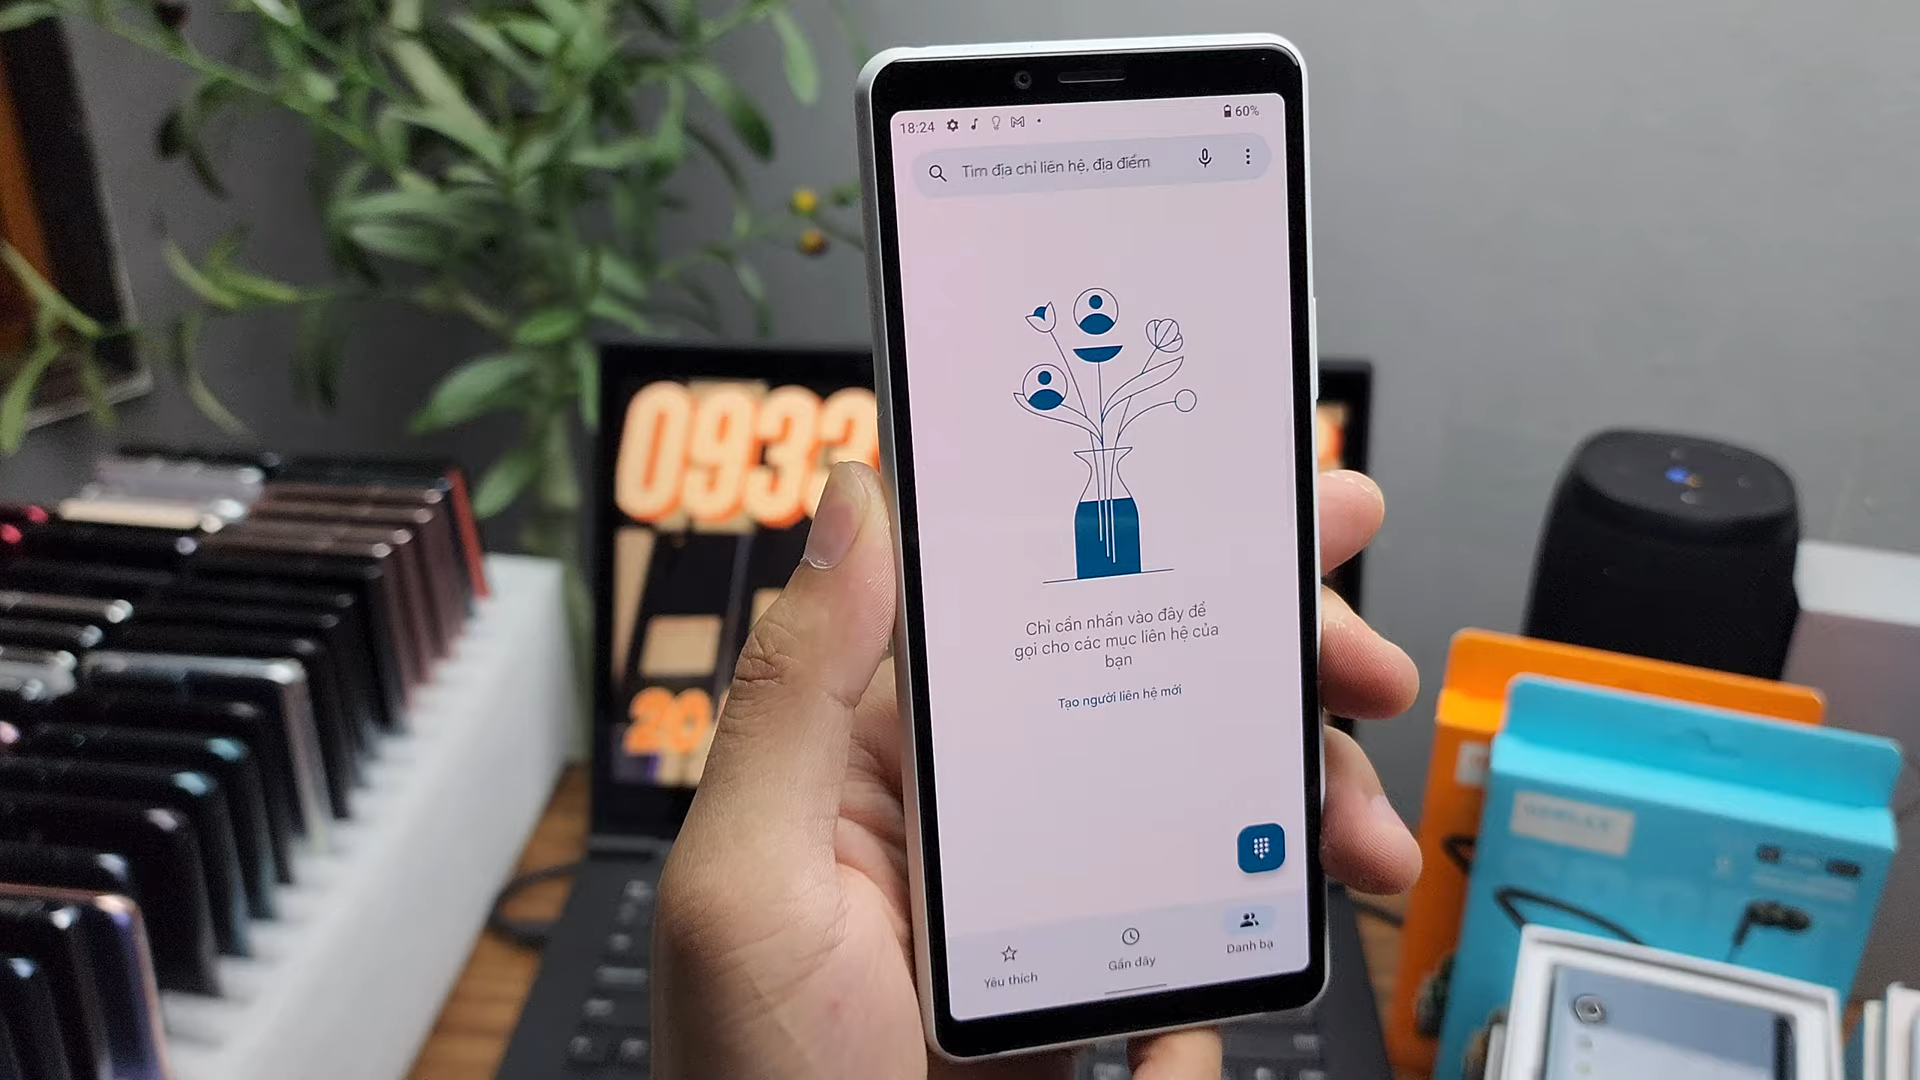 18:24
60%
Tìm địa chỉ liên hệ, địa điểm
0933
20
Chỉ cần nhấn vào đây để
gọi cho các mục liên hệ của
bạn
Tạo người liên hệ mới
Yêu thích
Gần đây
Danh bạ